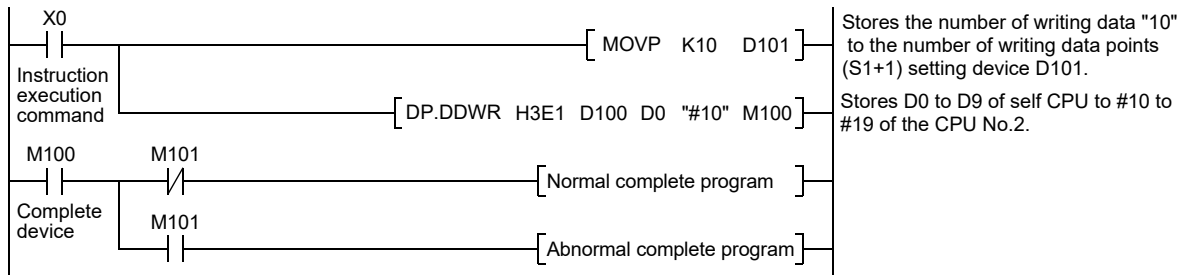 X0
MOVP K10 D101
Stores the number of writing data "10"
to the number of writing data points
(S1+1) setting device D101.
Instruction
execution
command
DP.DDWR H3E1 D100 D0 "#10" M100
Stores D0 to D9 of self CPU to #10 to
#19 of the CPU No.2.
M100 M101
Normal complete program
Complete
device
M101
Abnormal complete program